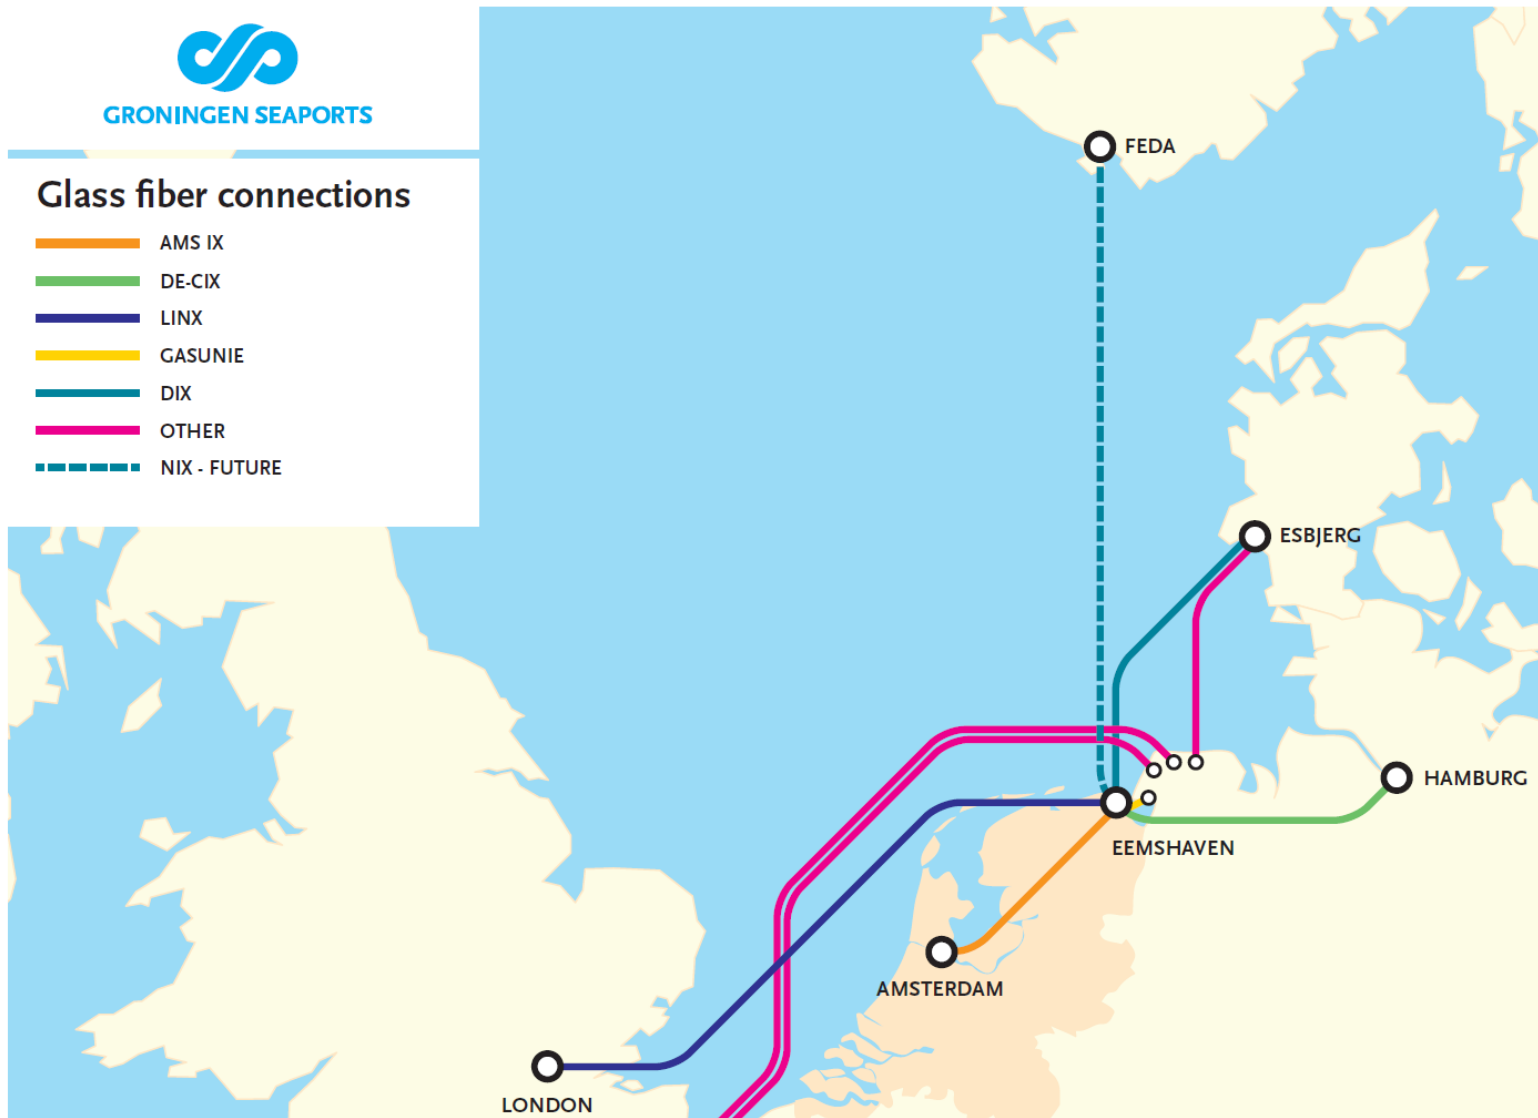 GRONINGEN SEAPORTS
Glass fiber connections
AMS IX
DE-CIX
LINX
GASUNIE
DIX
OTHER
NIX - FUTURE
FEDA
ESBJERG
HAMBURG
EEMSHAVEN
AMSTERDAM
LONDON